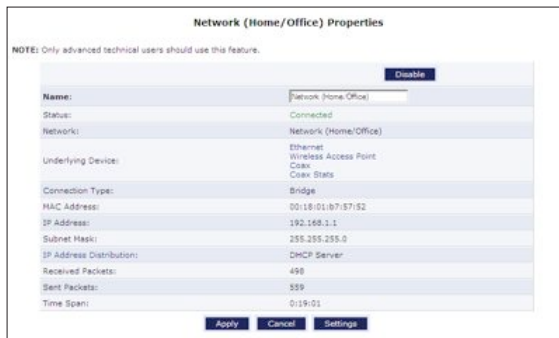 Network (Home/Office) Properties
NOTE: Only advanced technical users should use this feature.
Disable
Name: Network (Home/Office)
Status: Connected
Network: Network (Home/Office)
Underlying Device: Ethernet
Wireless Access Point
Coax
Coax Stats
Connection Type: Bridge
MAC Address: 00:18:01:b7:57:52
IP Address: 192.168.1.1
Subnet Mask: 255.255.255.0
IP Address Distribution: DHCP Server
Received Packets: 498
Sent Packets: 559
Time Span: 0:19:01
Apply Cancel Settings